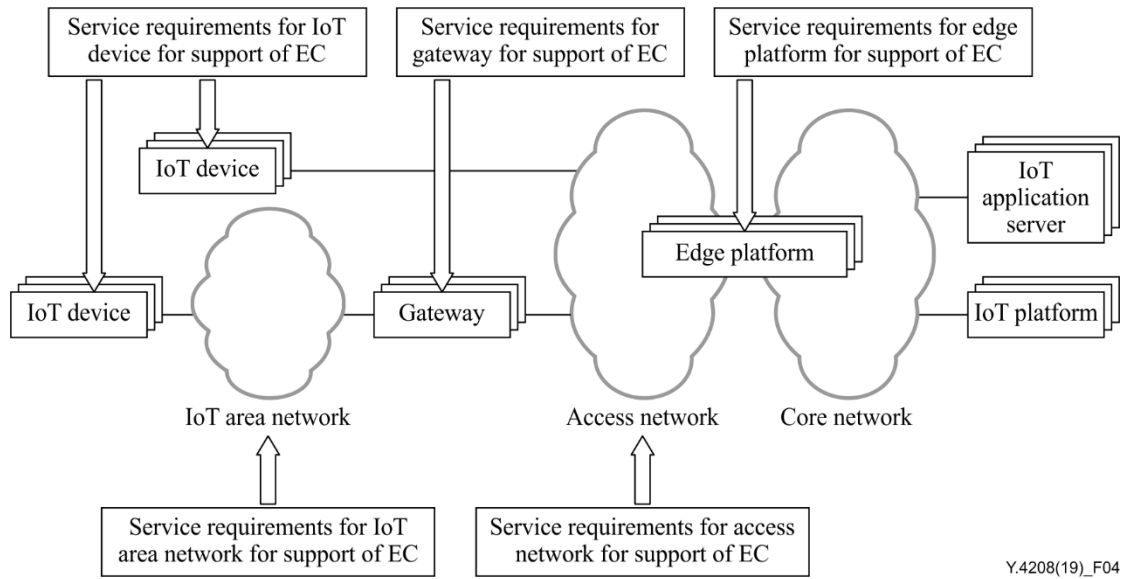 Service requirements for IoT
device for support of EC
Service requirements for
gateway for support of EC
Service requirements for edge
platform for support of EC
IoT device
IoT
application
server
Edge platform
IoT device
Gateway
IoT platform
IoT area network
Access network
Core network
Service requirements for IoT
area network for support of EC
Service requirements for access
network for support of EC
Y.4208(19)_F04